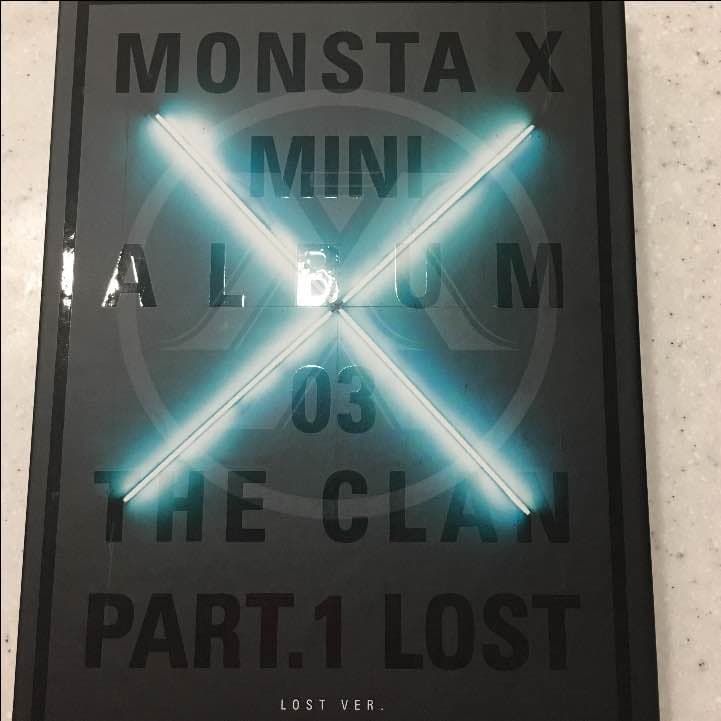 MONSTA X
MINI
ALBUM
03
THE CLAN
PART.1 LOST
LOST VER.